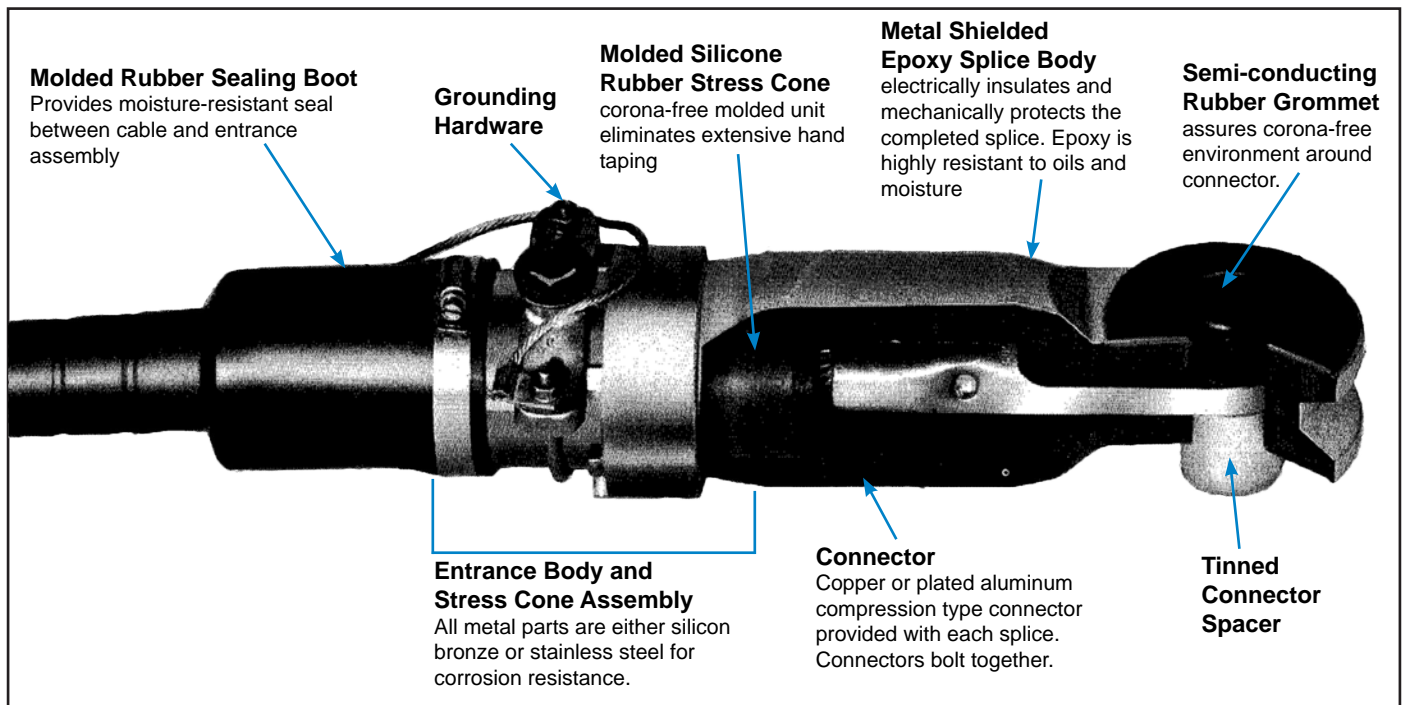 Molded Rubber Sealing Boot
Provides moisture-resistant seal
between cable and entrance
assembly
Grounding
Hardware
Molded Silicone
Rubber Stress Cone
corona-free molded unit
eliminates extensive hand
taping
Metal Shielded
Epoxy Splice Body
electrically insulates and
mechanically protects the
completed splice. Epoxy is
highly resistant to oils and
moisture
Semi-conducting
Rubber Grommet
assures corona-free
environment around
connector.
Entrance Body and
Stress Cone Assembly
All metal parts are either silicon
bronze or stainless steel for
corrosion resistance.
Connector
Copper or plated aluminum
compression type connector
provided with each splice.
Connectors bolt together.
Tinned
Connector
Spacer